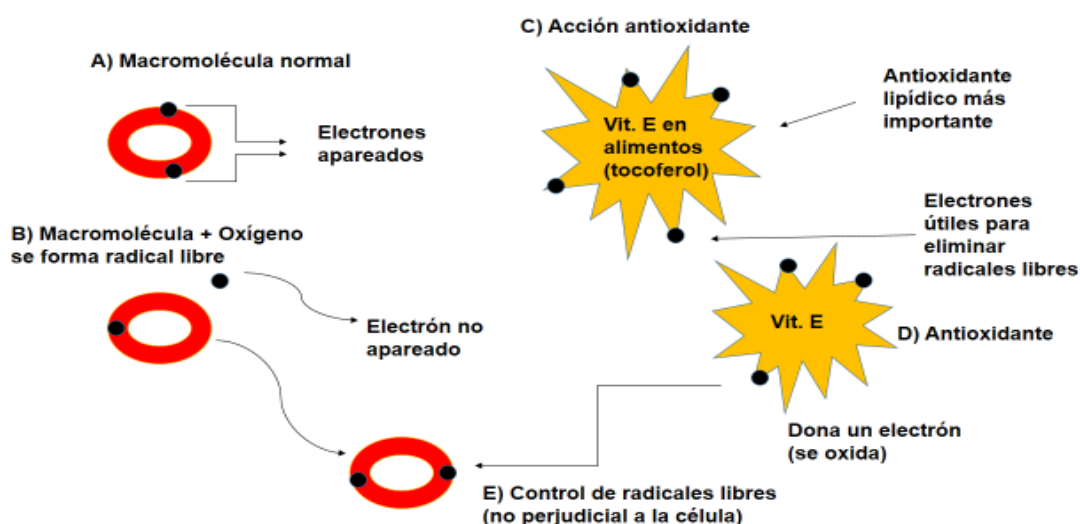 A) Macromolécula normal
Electrones
apareados
B) Macromolécula + Oxígeno
se forma radical libre
Electrón no
apareado
C) Acción antioxidante
Vit. E en
alimentos
(tocoferol)
Antioxidante
lipídico más
importante
Electrones
útiles para
eliminar
radicales libres
Vit. E
D) Antioxidante
Dona un electrón
(se oxida)
E) Control de radicales libres
(no perjudicial a la célula)